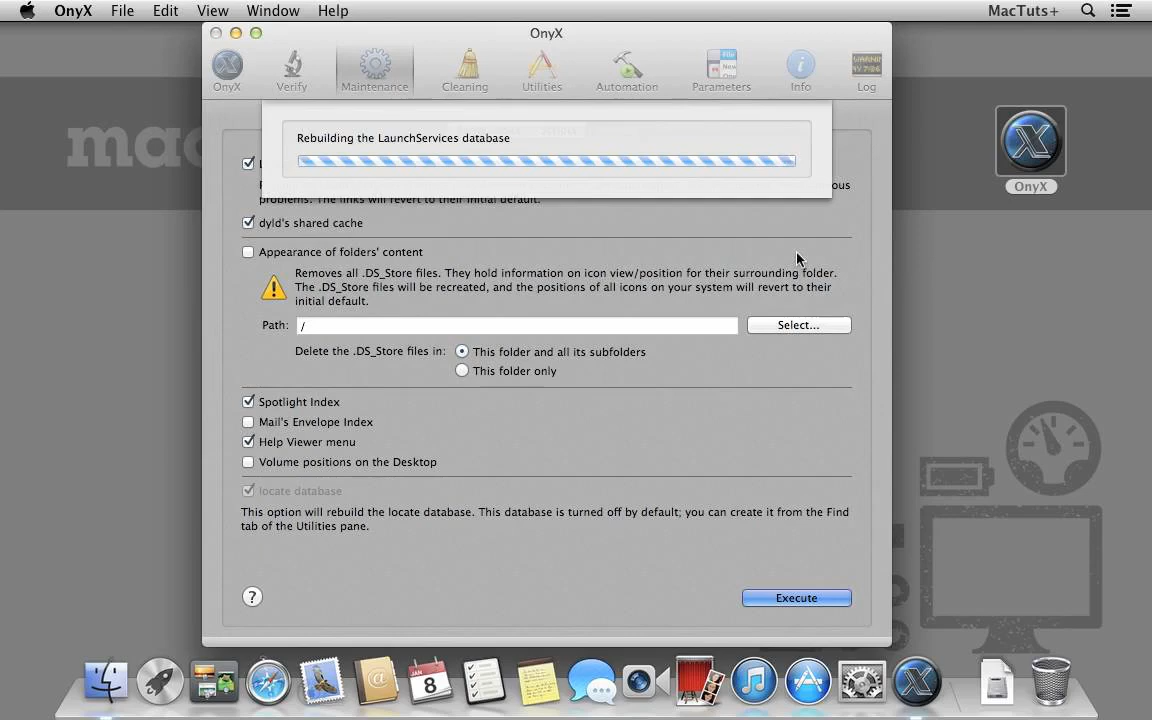 OnyX File Edit View Window Help MacTuts+
OnyX
OnyX Verify Maintenance Cleaning Utilities Automation Parameters Info Log
Rebuilding the LaunchServices database
mac
OnyX
problems. The links will revert to their initial default.
dyld's shared cache
Appearance of folders' content
Removes all .DS_Store files. They hold information on icon view/position for their surrounding folder.
The .DS_Store files will be recreated, and the positions of all icons on your system will revert to their
initial default.
Path: / Select...
Delete the .DS_Store files in: This folder and all its subfolders
This folder only
Spotlight Index
Mail's Envelope Index
Help Viewer menu
Volume positions on the Desktop
locate database
This option will rebuild the locate database. This database is turned off by default; you can create it from the Find
tab of the Utilities pane.
? Execute
JAN
8